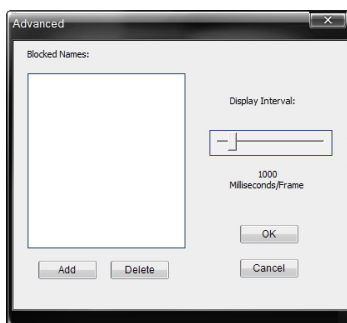 Advanced
Blocked Names:
Display Interval:
1000
Milliseconds/Frame
OK
Add
Delete
Cancel